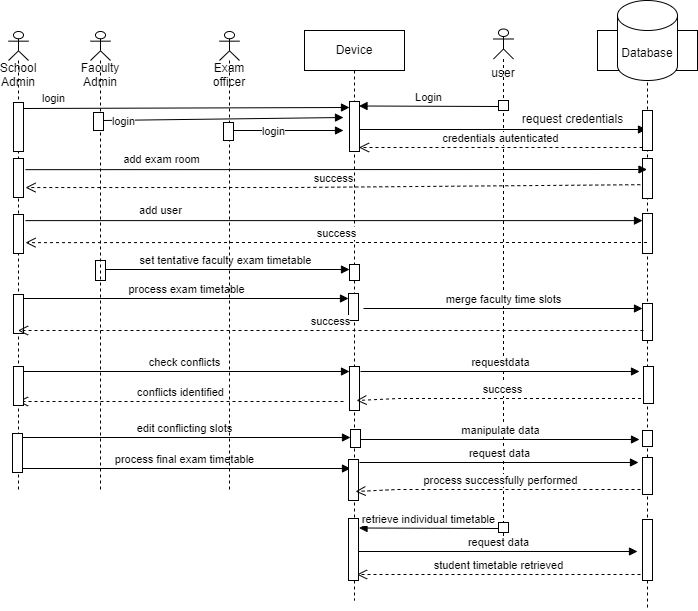 School
Admin
Faculty
Admin
Exam
officer
Device
user
Database
login
Login
login
request credentials
login
credentials autenticated
add exam room
success
add user
success
set tentative faculty exam timetable
process exam timetable
merge faculty time slots
success
check conflicts
requestdata
conflicts identified
success
edit conflicting slots
manipulate data
process final exam timetable
request data
process successfully performed
retrieve individual timetable
request data
student timetable retrieved